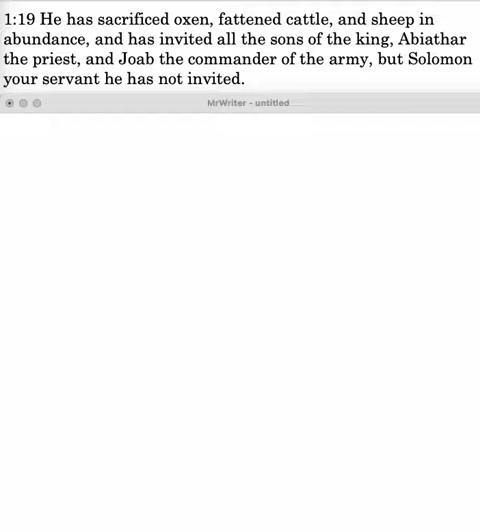 1:19 He has sacrificed oxen, fattened cattle, and sheep in
abundance, and has invited all the sons of the king, Abiathar
the priest, and Joab the commander of the army, but Solomon
your servant he has not invited.
MrWriter - untitled